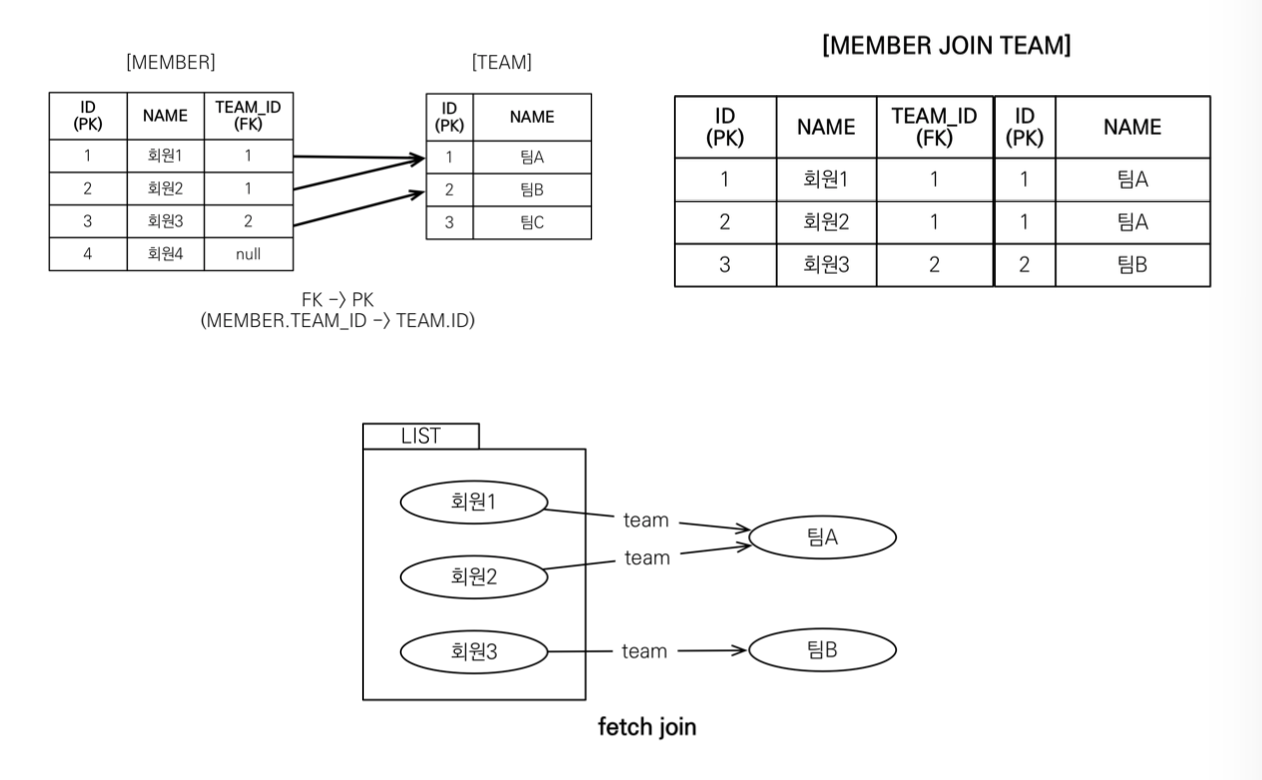 [MEMBER]
ID (PK) NAME TEAM_ID (FK)
1 회원1 1
2 회원2 1
3 회원3 2
4 회원4 null
[TEAM]
ID (PK) NAME
1 팀A
2 팀B
3 팀C
FK -> PK
(MEMBER.TEAM_ID -> TEAM.ID)
[MEMBER JOIN TEAM]
ID (PK) NAME TEAM_ID (FK) ID (PK) NAME
1 회원1 1 1 팀A
2 회원2 1 1 팀A
3 회원3 2 2 팀B
LIST
회원1 team 팀A
회원2 team
회원3 team 팀B
fetch join